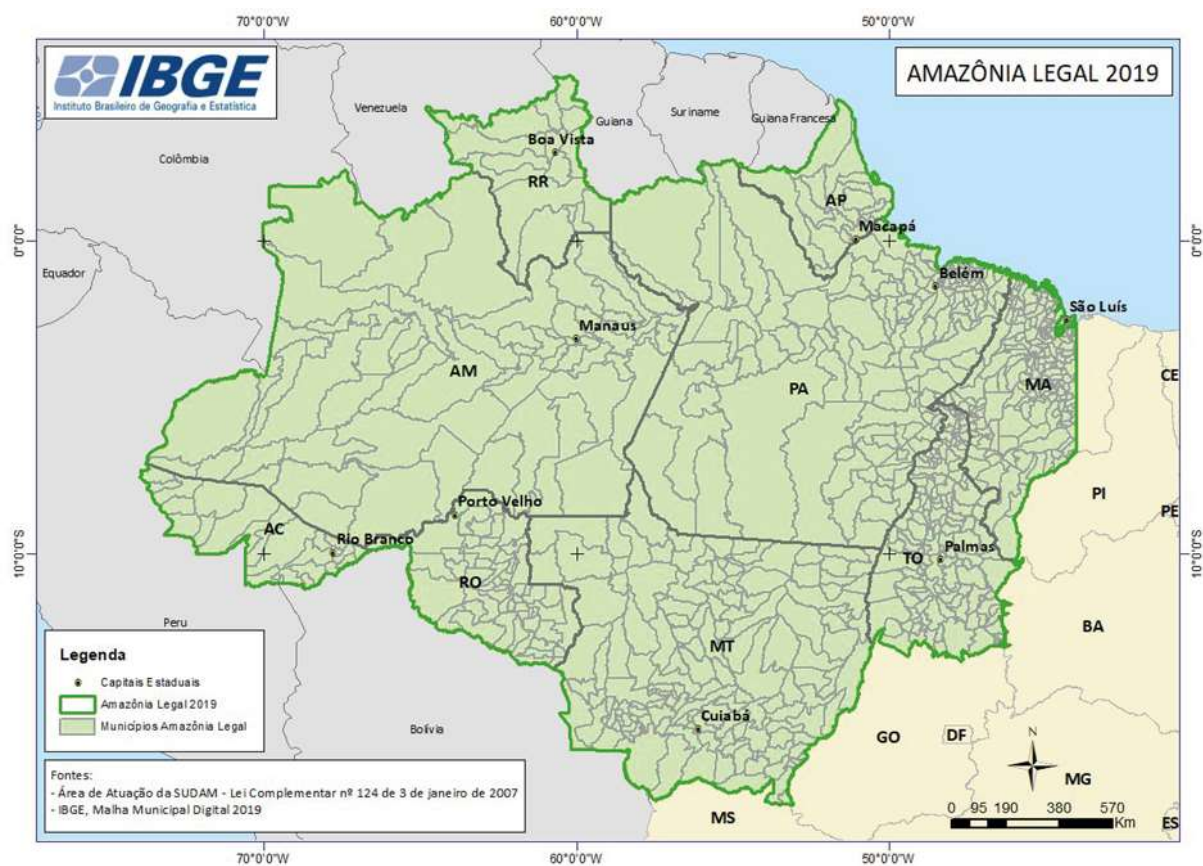 70°0'0"W 60°0'0"W 50°0'0"W
IBGE
Instituto Brasileiro de Geografia e Estatística
AMAZÔNIA LEGAL 2019
Venezuela
Guiana
Suriname
Guiana Francesa
Colômbia
Boa Vista
RR
AP
Macapá
0°0'0" 0°0'0"
Equador
Belém
São Luís
Manaus
AM
PA
MA
CE
PI
PE
Porto Velho
AC
Rio Branco
RO
TO
Palmas
10°0'0"S 10°0'0"S
Peru
BA
MT
Cuiabá
Bolívia
GO
DF
MG
MS
ES
Legenda
Capitais Estaduais
Amazônia Legal 2019
Municípios Amazônia Legal
Fontes:
- Área de Atuação da SUDAM - Lei Complementar nº 124 de 3 de janeiro de 2007
- IBGE, Malha Municipal Digital 2019
N
0 95 190 380 570
Km
70°0'0"W 60°0'0"W 50°0'0"W